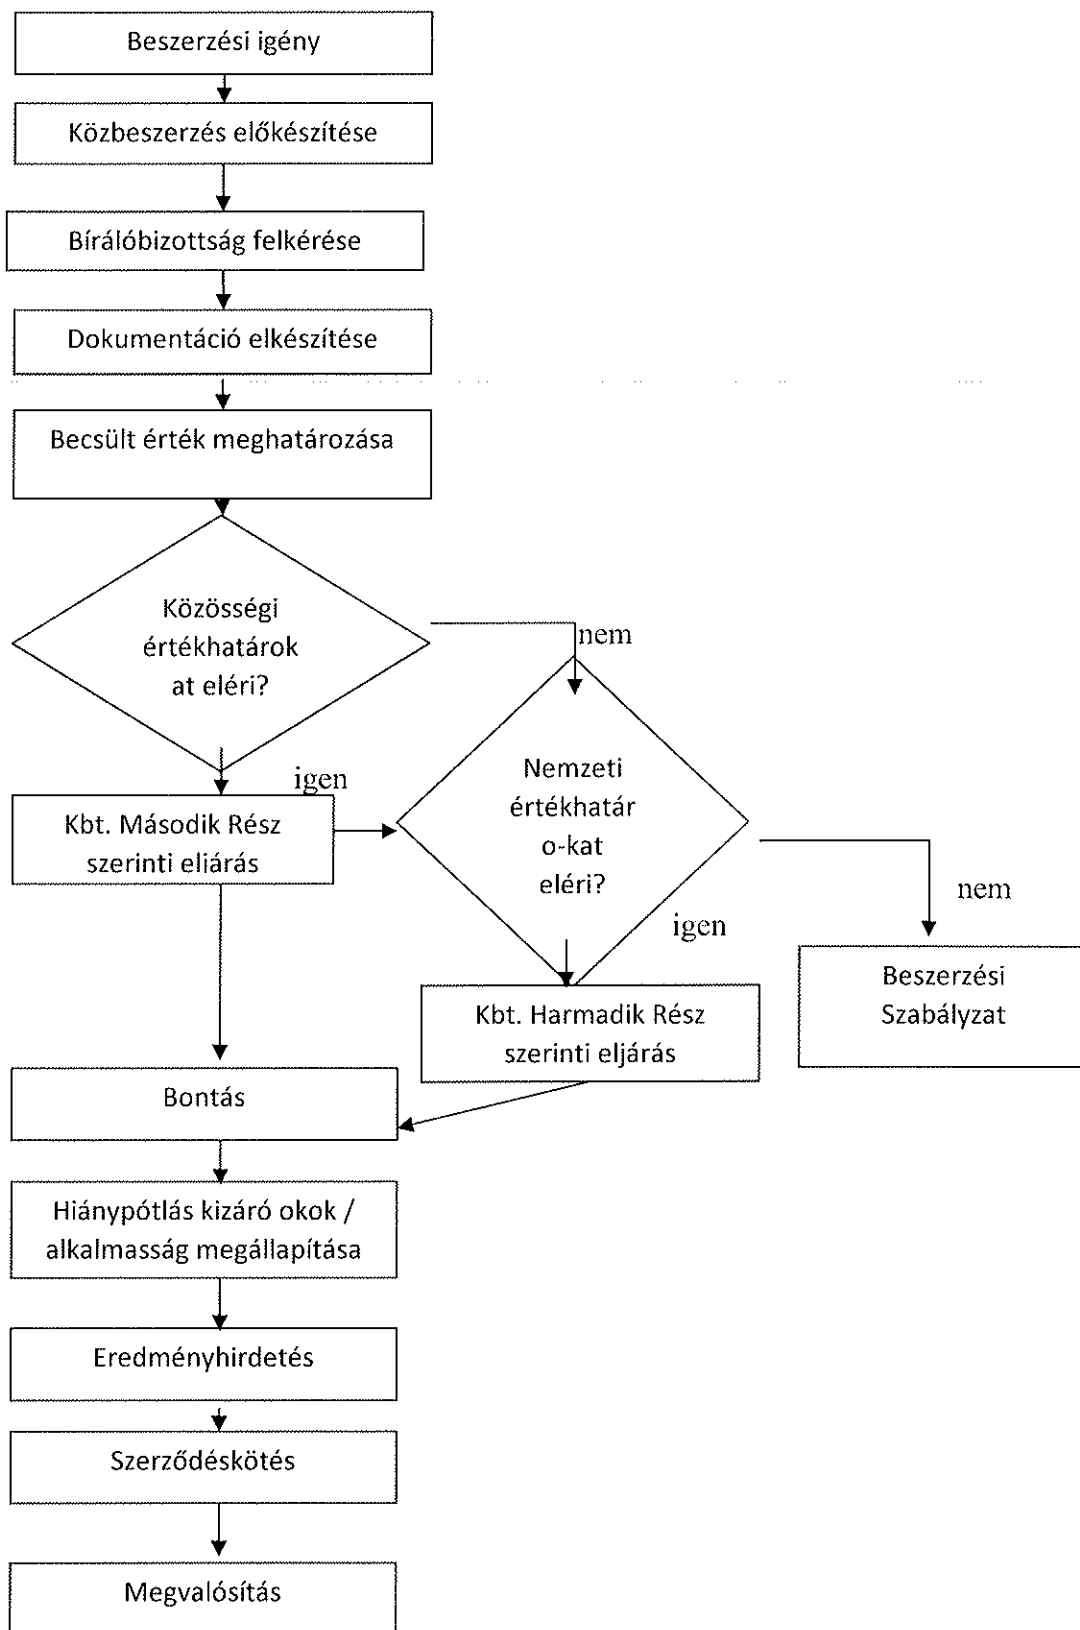 Beszerzési igény
Közbeszerzés előkészítése
Bírálóbizottság felkérése
Dokumentáció elkészítése
Becsült érték meghatározása
Közösségi
értékhatárok
at eléri?
nem
igen
Kbt. Második Rész
szerinti eljárás
Nemzeti
értékhatár
o-kat
eléri?
igen
nem
Beszerzési
Szabályzat
Kbt. Harmadik Rész
szerinti eljárás
Bontás
Hiánypótlás kizáró okok /
alkalmasság megállapítása
Eredményhirdetés
Szerződéskötés
Megvalósítás